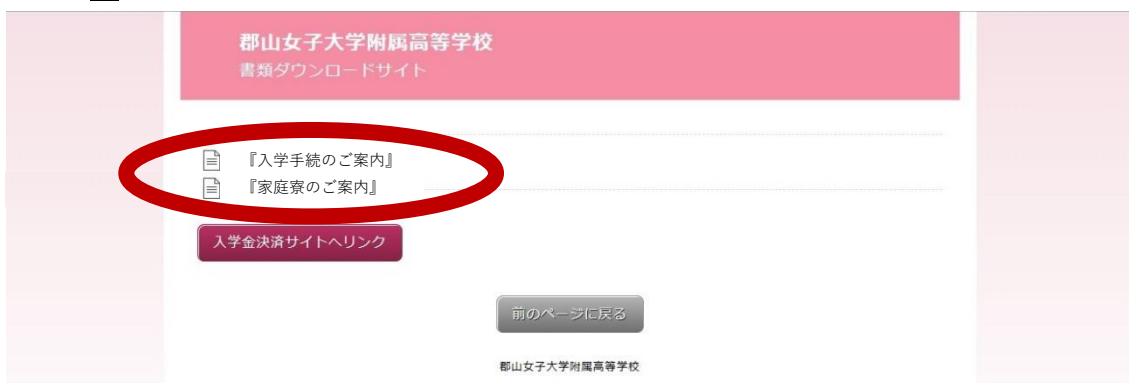 郡山女子大学附属高等学校
書類ダウンロードサイト
『入学手続のご案内』
『家庭寮のご案内』
入学金決済サイトへリンク
前のページに戻る
郡山女子大学附属高等学校